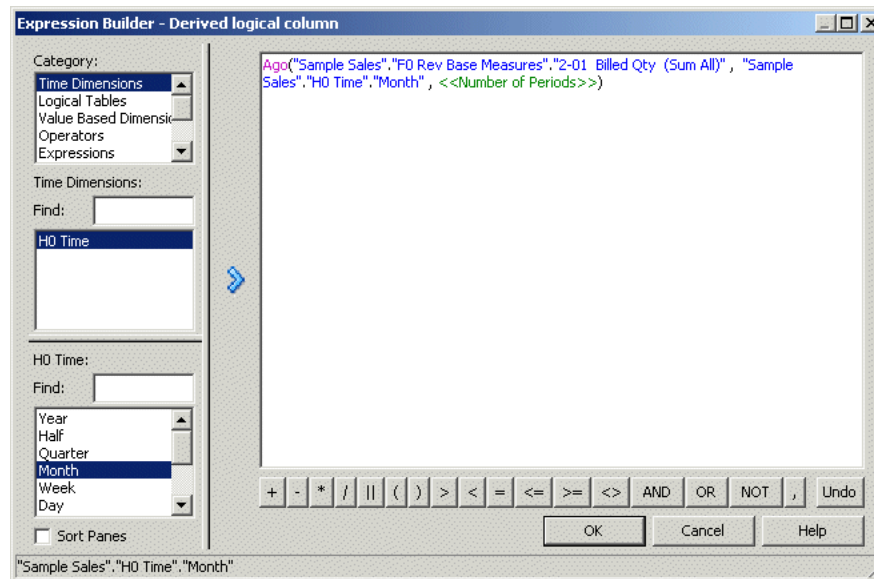 Expression Builder - Derived logical column
Category:
Time Dimensions
Logical Tables
Value Based Dimensic
Operators
Expressions
Time Dimensions:
Find:
H0 Time
H0 Time:
Find:
Year
Half
Quarter
Month
Week
Day
Sort Panes
Ago("Sample Sales"."F0 Rev Base Measures"."2-01  Billed Qty  (Sum All)" ,  "Sample
Sales"."H0 Time"."Month" , <<Number of Periods>>)
+ - * / || ( ) > < = <= >= <> AND OR NOT , Undo
OK Cancel Help
"Sample Sales"."H0 Time"."Month"